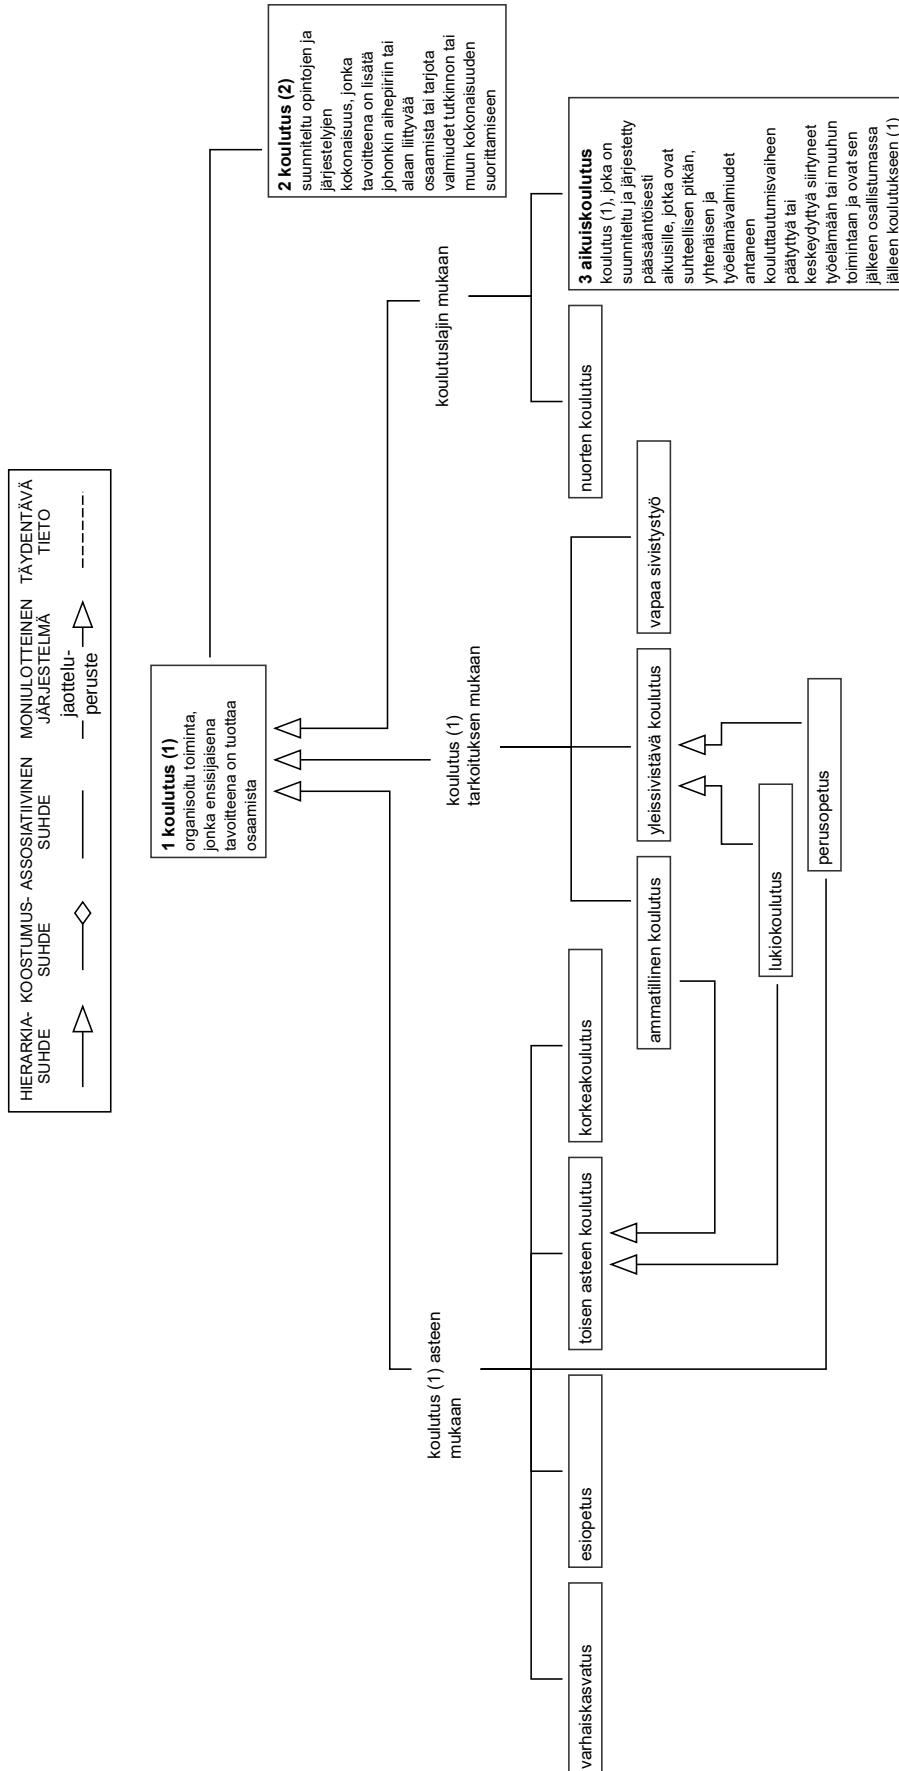 HIERARKIA-
SUHDE
KOOSTUMUS-
SUHDE
ASSOSIATIIVINEN
SUHDE
MONIULOTTEINEN
JÄRJESTELMÄ
jaottelu-
peruste
TÄYDENTÄVÄ
TIETO
1 koulutus (1)
organisoitu toiminta,
jonka ensisijaisena
tavoitteena on tuottaa
osaamista
2 koulutus (2)
suunniteltu opintojen ja
järjestelyjen
kokonaisuus, jonka
tavoitteena on lisätä
johonkin aihepiiriin tai
alaan liittyvää
osaamista tai tarjota
valmiudet tutkinnon tai
muun kokonaisuuden
suorittamiseen
koulutus (1) asteen
mukaan
koulutus (1)
tarkoituksen mukaan
koulutuslajin mukaan
varhaiskasvatus
esiopetus
toisen asteen koulutus
korkeakoulutus
ammatillinen koulutus
yleissivistävä koulutus
vapaa sivistystyö
nuorten koulutus
3 aikuiskoulutus
koulutus (1), joka on
suunniteltu ja järjestetty
pääsääntöisesti
aikuisille, jotka ovat
suhteellisen pitkän,
yhtenäisen ja
työelämävalmiudet
antaneen
kouluttautumisvaiheen
päätyttyä tai
keskeydyttyä siirtyneet
työelämään tai muuhun
toimintaan ja ovat sen
jälkeen osallistumassa
jälleen koulutukseen (1)
lukiokoulutus
perusopetus